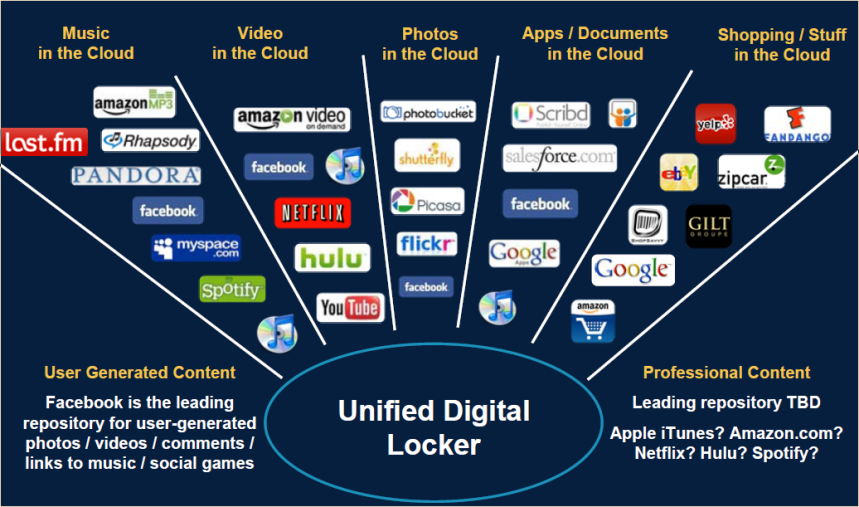 Music
in the Cloud
Video
in the Cloud
Photos
in the Cloud
Apps / Documents
in the Cloud
Shopping / Stuff
in the Cloud
amazonMP3
last.fm
Rhapsody
PANDORA
facebook
myspace
.com
Spotify
amazon video
on demand
facebook
NETFLIX
hulu
YouTube
photobucket
shutterfly
Picasa
flickr
facebook
Scribd
salesforce.com
facebook
Google
Apps
yelp
FANDANGO
ebY
zipcar
z
SHOPSAVVY
GILT
GROUPE
Google
amazon
User Generated Content
Facebook is the leading
repository for user-generated
photos / videos / comments /
links to music / social games
Unified Digital
Locker
Professional Content
Leading repository TBD
Apple iTunes? Amazon.com?
Netflix? Hulu? Spotify?